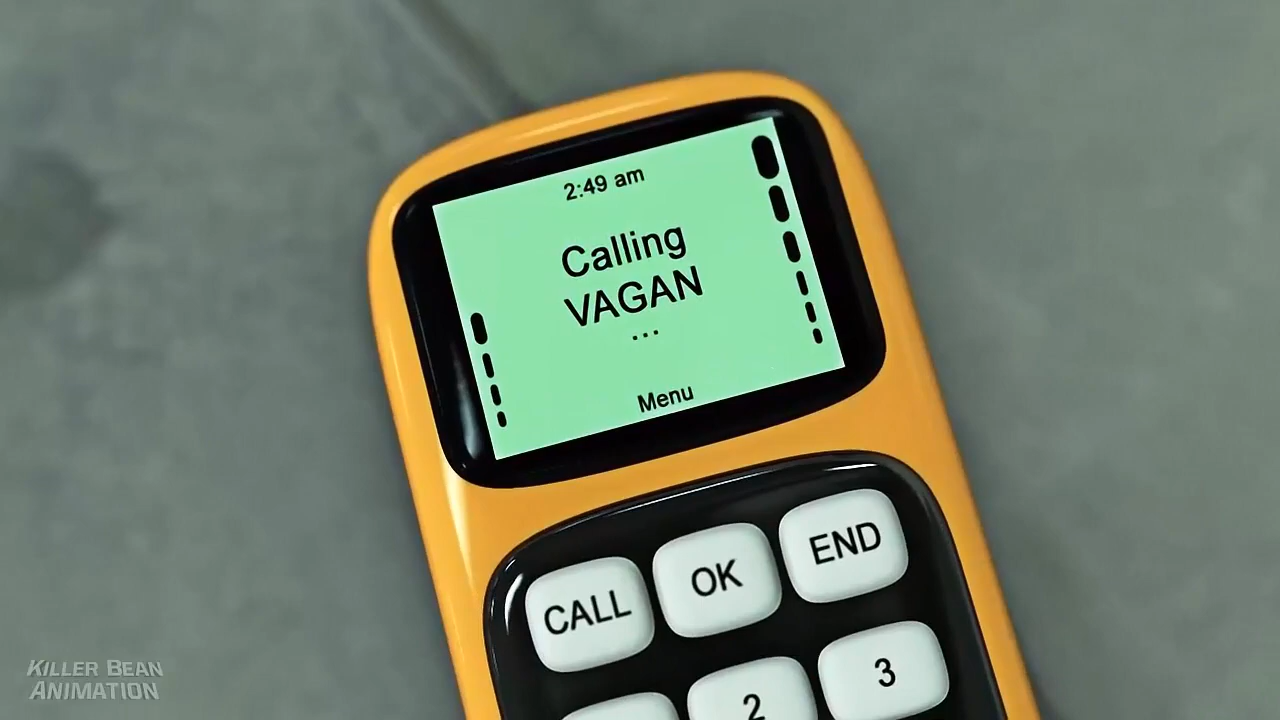 2:49 am
Calling
VAGAN
...
Menu
CALL OK END
2 3
KILLER BEAN
ANIMATION